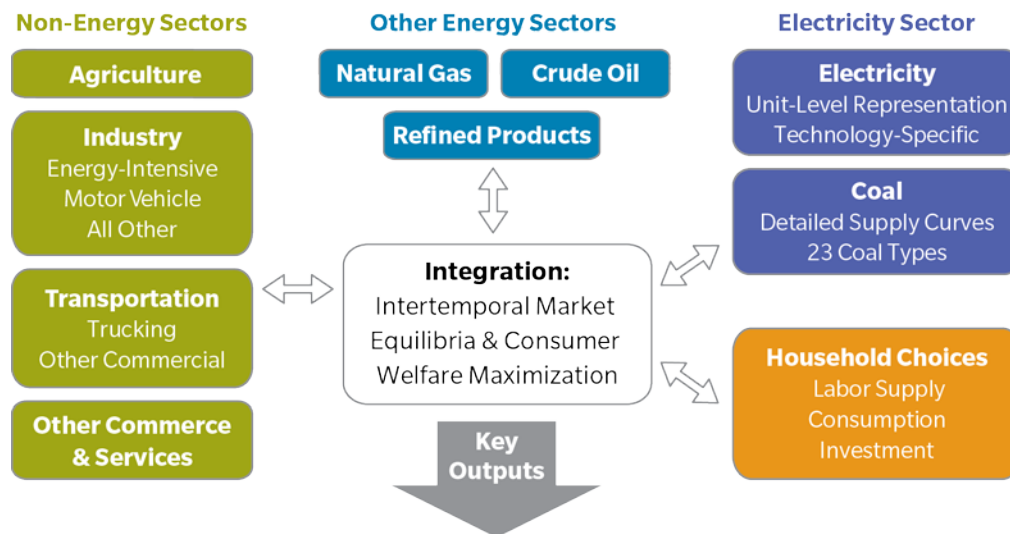 Non-Energy Sectors
Agriculture
Industry
Energy-Intensive
Motor Vehicle
All Other
Transportation
Trucking
Other Commercial
Other Commerce
& Services
Other Energy Sectors
Natural Gas
Crude Oil
Refined Products
Integration:
Intertemporal Market
Equilibria & Consumer
Welfare Maximization
Key
Outputs
Electricity Sector
Electricity
Unit-Level Representation
Technology-Specific
Coal
Detailed Supply Curves
23 Coal Types
Household Choices
Labor Supply
Consumption
Investment